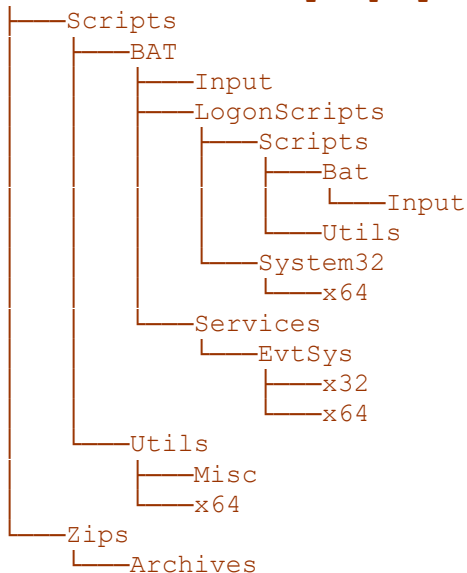 ├───Scripts
│   ├───BAT
│   │   ├───Input
│   │   ├───LogonScripts
│   │   │   ├───Scripts
│   │   │   │   ├───Bat
│   │   │   │   │   └───Input
│   │   │   │   └───Utils
│   │   │   └───System32
│   │   │       └───x64
│   │   └───Services
│   │       └───EvtSys
│   │           ├───x32
│   │           └───x64
│   └───Utils
│       ├───Misc
│       └───x64
└───Zips
    └───Archives